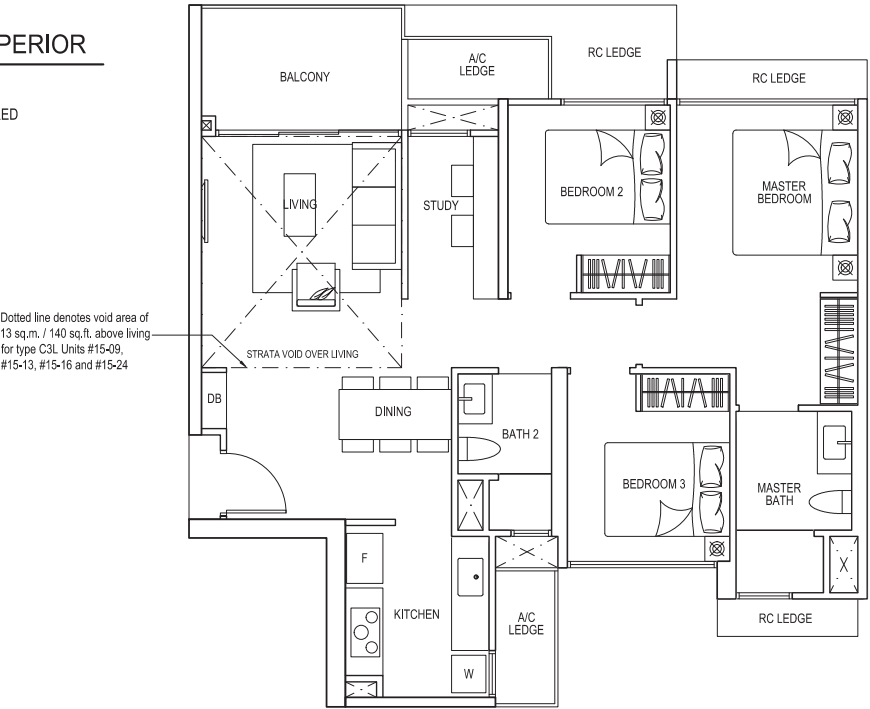 PERIOR
BALCONY
A/C
LEDGE
RC LEDGE
RC LEDGE
LIVING
STUDY
BEDROOM 2
MASTER
BEDROOM
Dotted line denotes void area of
13 sq.m. / 140 sq.ft. above living
for type C3L Units #15-09,
#15-13, #15-16 and #15-24
STRATA VOID OVER LIVING
DB
DINING
BATH 2
BEDROOM 3
MASTER
BATH
F
KITCHEN
W
A/C
LEDGE
RC LEDGE